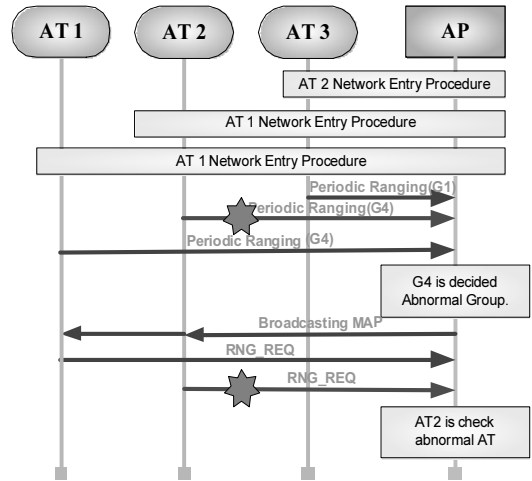 AT 1 AT 2 AT 3 AP
AT 2 Network Entry Procedure
AT 1 Network Entry Procedure
AT 1 Network Entry Procedure
Periodic Ranging(G1)
Periodic Ranging(G4)
Periodic Ranging (G4)
G4 is decided
Abnormal Group.
Broadcasting MAP
RNG_REQ
RNG_REQ
AT2 is check
abnormal AT